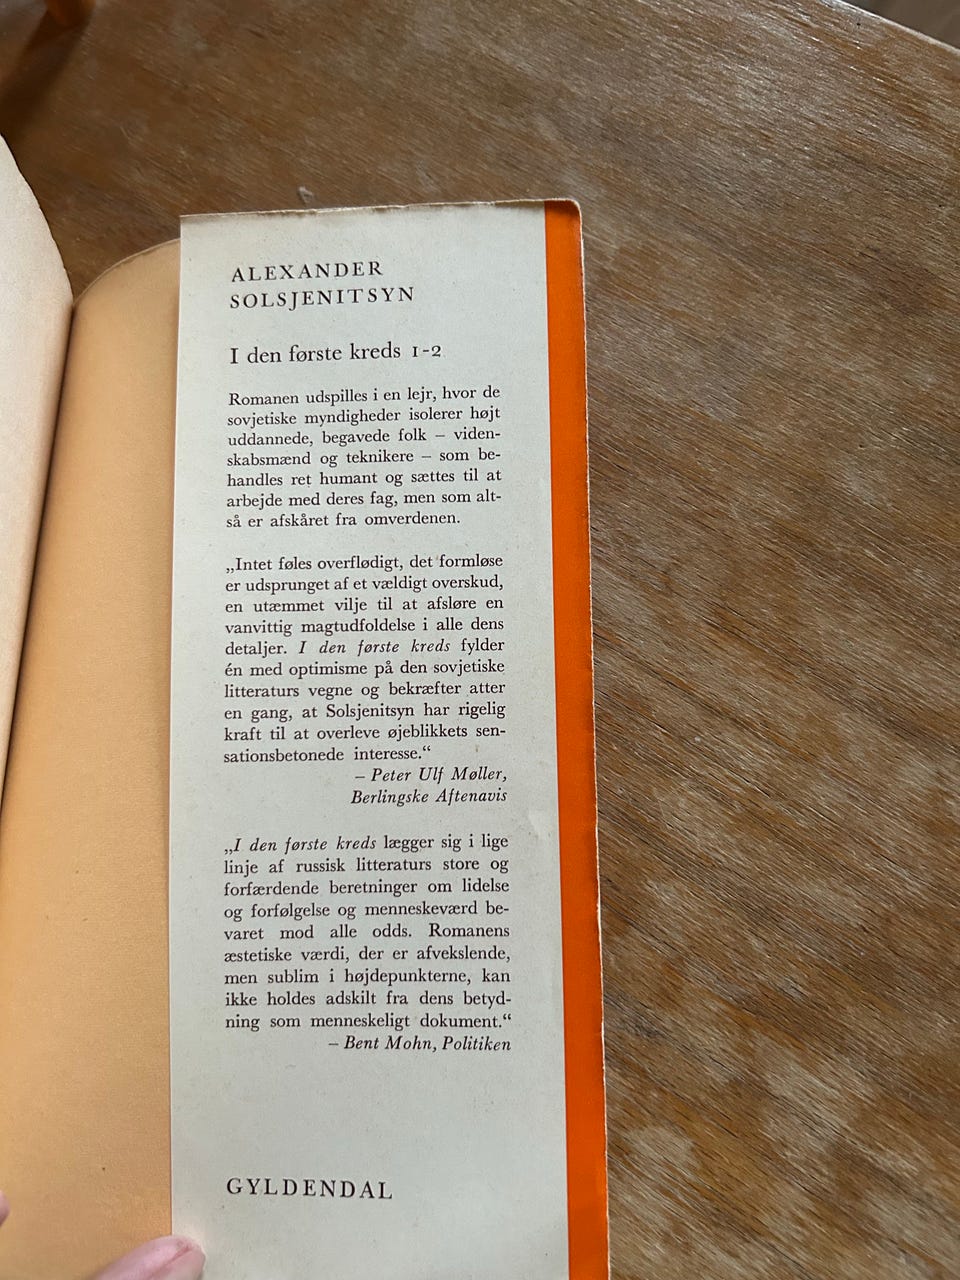 ALEXANDER
SOLSJENITSYN
I den første kreds 1-2
Romanen udspilles i en lejr, hvor de
sovjetiske myndigheder isolerer højt
uddannede, begavede folk – viden-
skabsmænd og teknikere – som be-
handles ret humant og sættes til at
arbejde med deres fag, men som alt-
så er afskåret fra omverdenen.
„Intet føles overflødigt, det formløse
er udsprunget af et vældigt overskud,
en utæmmet vilje til at afsløre en
vanvittig magtudfoldelse i alle dens
detaljer. I den første kreds fylder
én med optimisme på den sovjetiske
litteraturs vegne og bekræfter atter
en gang, at Solsjenitsyn har rigelig
kraft til at overleve øjeblikkets sen-
sationsbetonede interesse.“
– Peter Ulf Møller,
Berlingske Aftenavis
„I den første kreds lægger sig i lige
linje af russisk litteraturs store og
forfærdende beretninger om lidelse
og forfølgelse og menneskeværd be-
varet mod alle odds. Romanens
æstetiske værdi, der er afvekslende,
men sublim i højdepunkterne, kan
ikke holdes adskilt fra dens betyd-
ning som menneskeligt dokument.“
– Bent Mohn, Politiken
GYLDENDAL